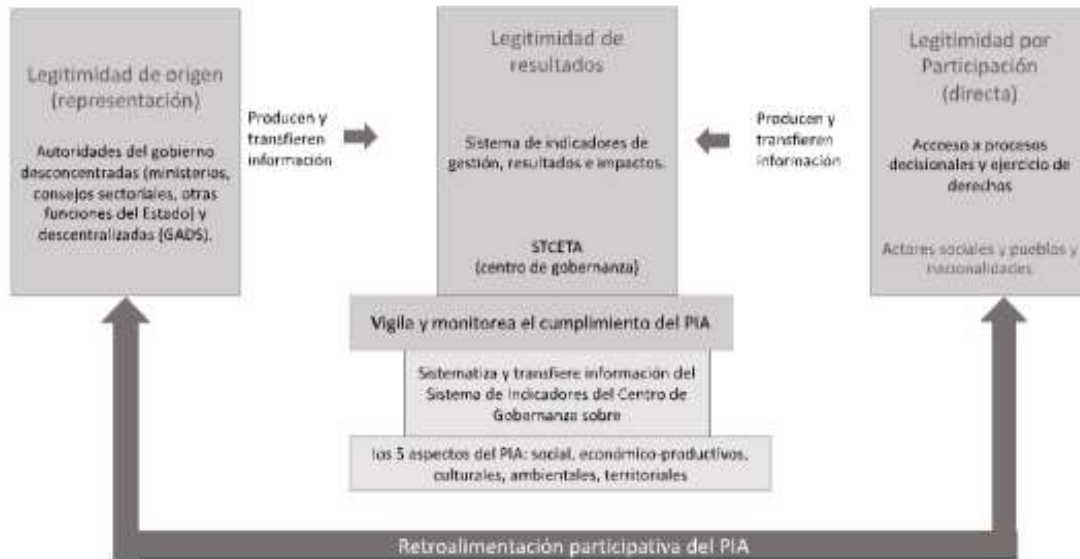 Legitimidad de origen
(representación)
Autoridades del gobierno
desconcentradas (ministerios,
consejos sectoriales, otras
funciones del Estado) y
descentralizadas (GADS).
Producen y
transfieren
información
Legitimidad de
resultados
Sistema de indicadores de
gestión, resultados e impactos.
STCETA
(centro de gobernanza)
Producen y
transfieren
información
Legitimidad por
Participación
(directa)
Accceso a procesos
decisionales y ejercicio de
derechos
Actores sociales y pueblos y
nacionalidades
Vigila y monitorea el cumplimiento del PIA
Sistematiza y transfiere información del
Sistema de Indicadores del Centro de
Gobernanza sobre
los 5 aspectos del PIA: social, económico-productivos,
culturales, ambientales, territoriales
Retroalimentación participativa del PIA